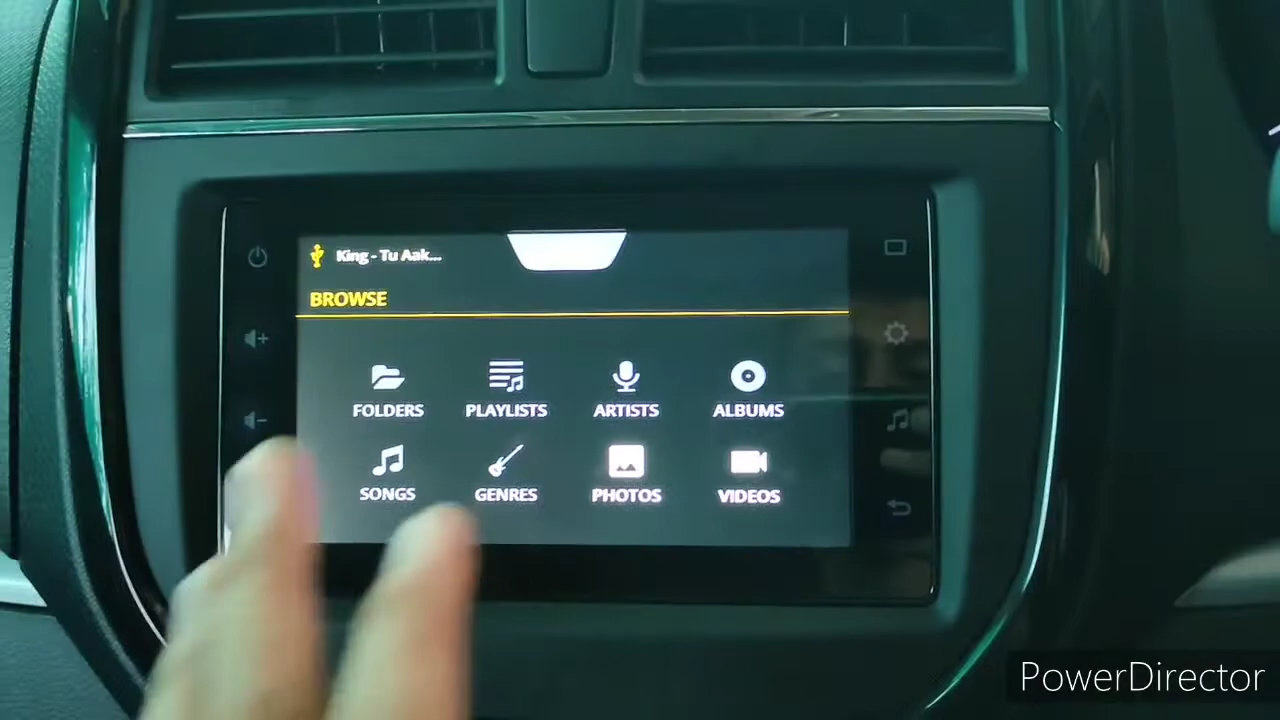 King - Tu Aak...
BROWSE
FOLDERS PLAYLISTS ARTISTS ALBUMS
SONGS GENRES PHOTOS VIDEOS
PowerDirector